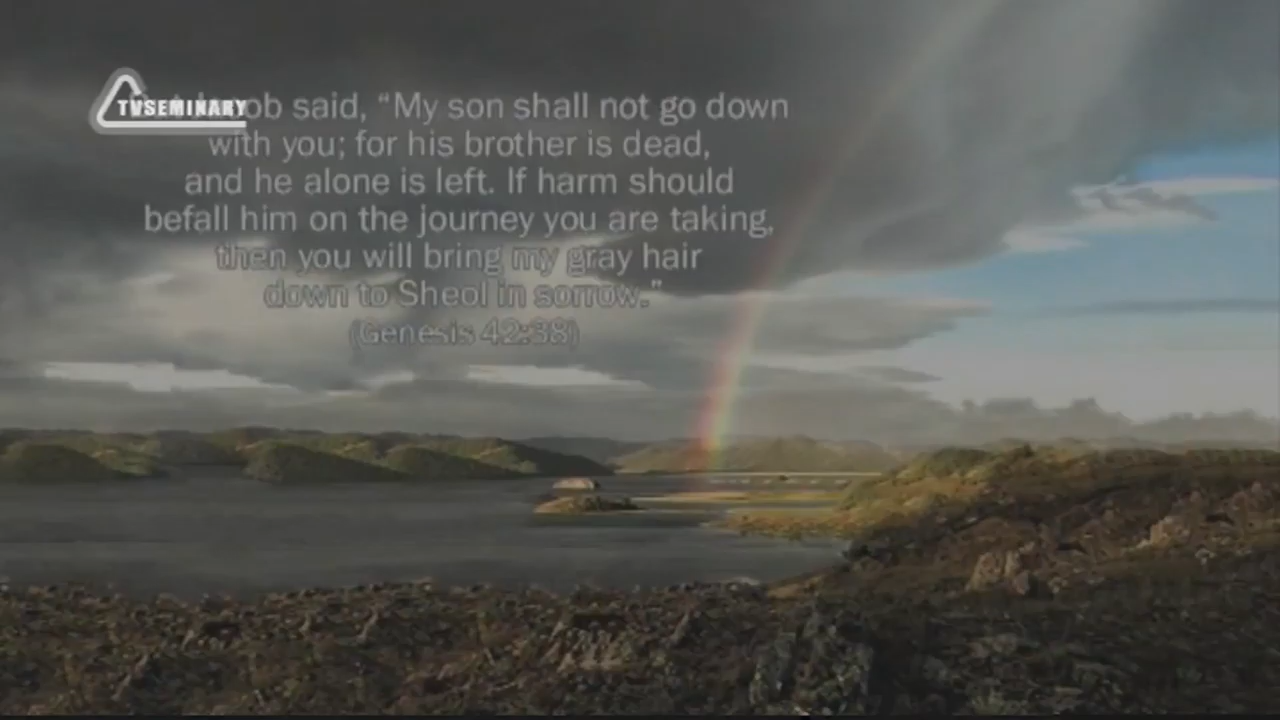 TVSEMINARY
said, “My son shall not go down
with you; for his brother is dead,
and he alone is left. If harm should
befall him on the journey you are taking,
then you will bring my gray hair
down to Sheol in sorrow.”
(Genesis 42:38)